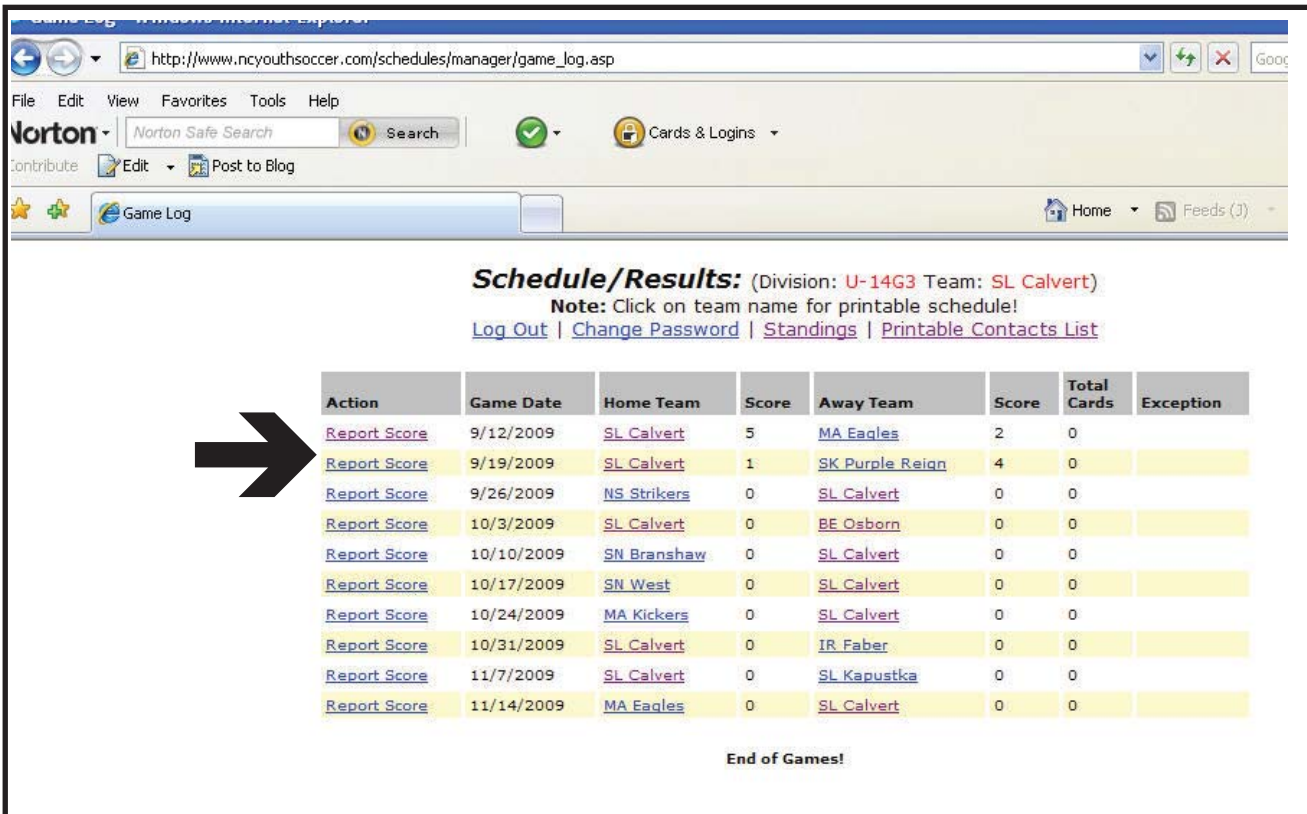 Game Log - Windows Internet Explorer
http://www.ncyouthsoccer.com/schedules/manager/game_log.asp Goog
File Edit View Favorites Tools Help
Norton Norton Safe Search Search Cards & Logins
Contribute Edit Post to Blog
Game Log Home Feeds (J)
Schedule/Results: (Division: U-14G3 Team: SL Calvert)
Note: Click on team name for printable schedule!
Log Out | Change Password | Standings | Printable Contacts List
Action Game Date Home Team Score Away Team Score Total Cards Exception
Report Score 9/12/2009 SL Calvert 5 MA Eagles 2 0
Report Score 9/19/2009 SL Calvert 1 SK Purple Reign 4 0
Report Score 9/26/2009 NS Strikers 0 SL Calvert 0 0
Report Score 10/3/2009 SL Calvert 0 BE Osborn 0 0
Report Score 10/10/2009 SN Branshaw 0 SL Calvert 0 0
Report Score 10/17/2009 SN West 0 SL Calvert 0 0
Report Score 10/24/2009 MA Kickers 0 SL Calvert 0 0
Report Score 10/31/2009 SL Calvert 0 IR Faber 0 0
Report Score 11/7/2009 SL Calvert 0 SL Kapustka 0 0
Report Score 11/14/2009 MA Eagles 0 SL Calvert 0 0
End of Games!